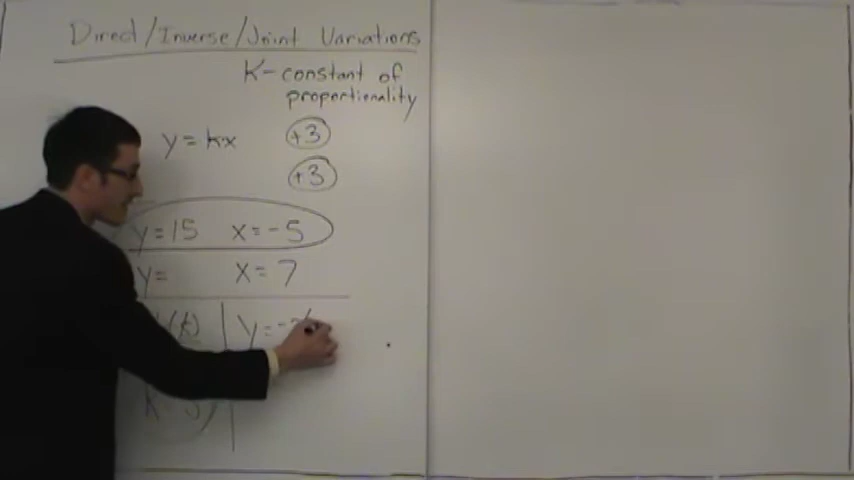 Direct/Inverse/Joint Variations
K- constant of
proportionality
y = kx +3
+3
y=15 x=-5
y= x=7
(k) y=-
K